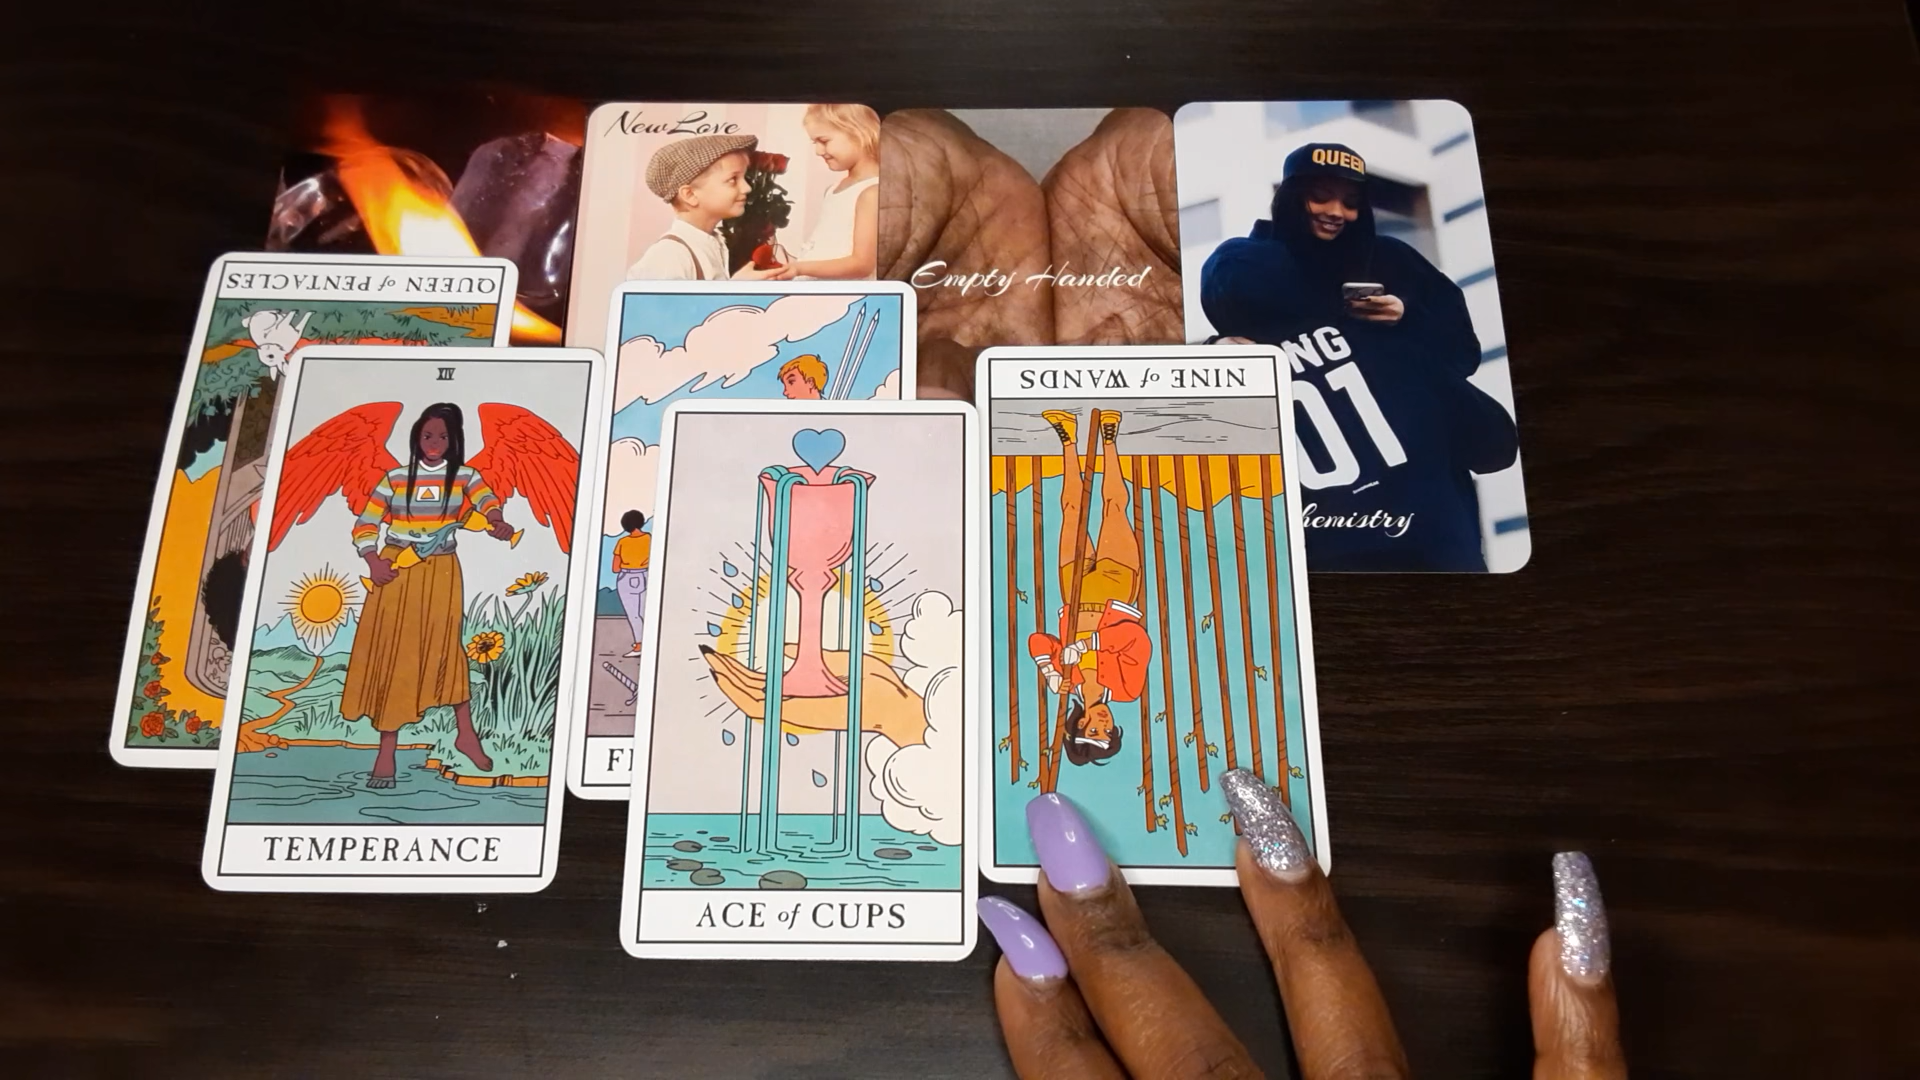 New Love
Empty Handed
QUEEN
NG
01
hemistry
QUEEN of PENTACLES
XIV
TEMPERANCE
F
ACE of CUPS
NINE of WANDS